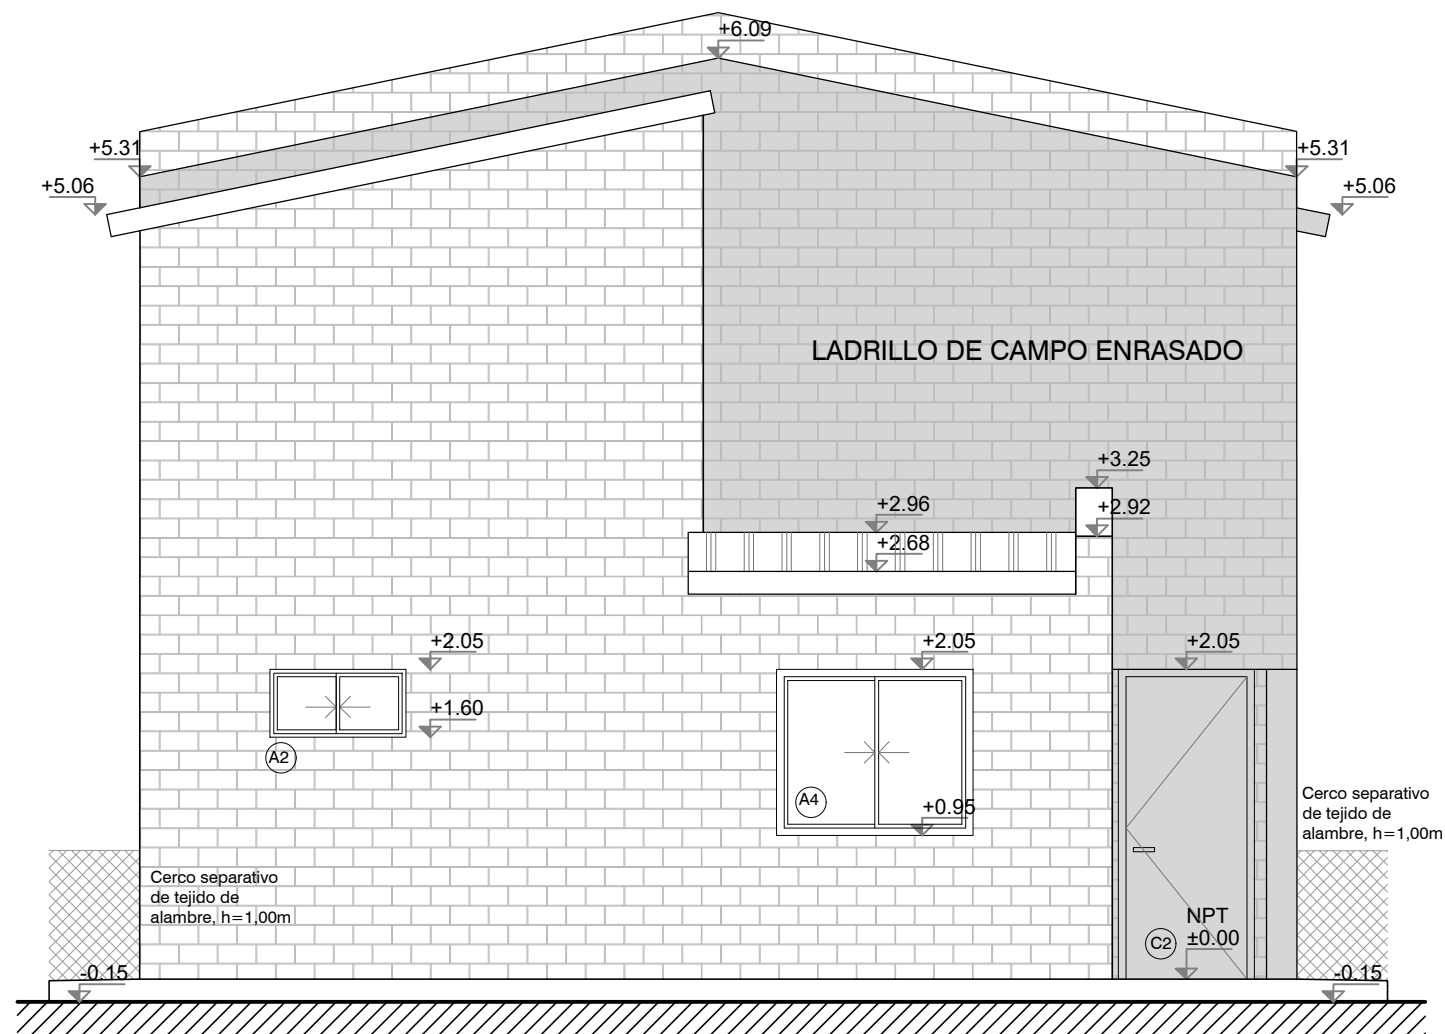 +6.09
+5.31
+5.31
+5.06
+5.06
LADRILLO DE CAMPO ENRASADO
+3.25
+2.96
+2.92
+2.68
+2.05
+2.05
+2.05
+1.60
A2
A4
+0.95
Cerco separativo
de tejido de
alambre, h=1,00m
Cerco separativo
de tejido de
alambre, h=1,00m
NPT
C2
±0.00
-0.15
-0.15